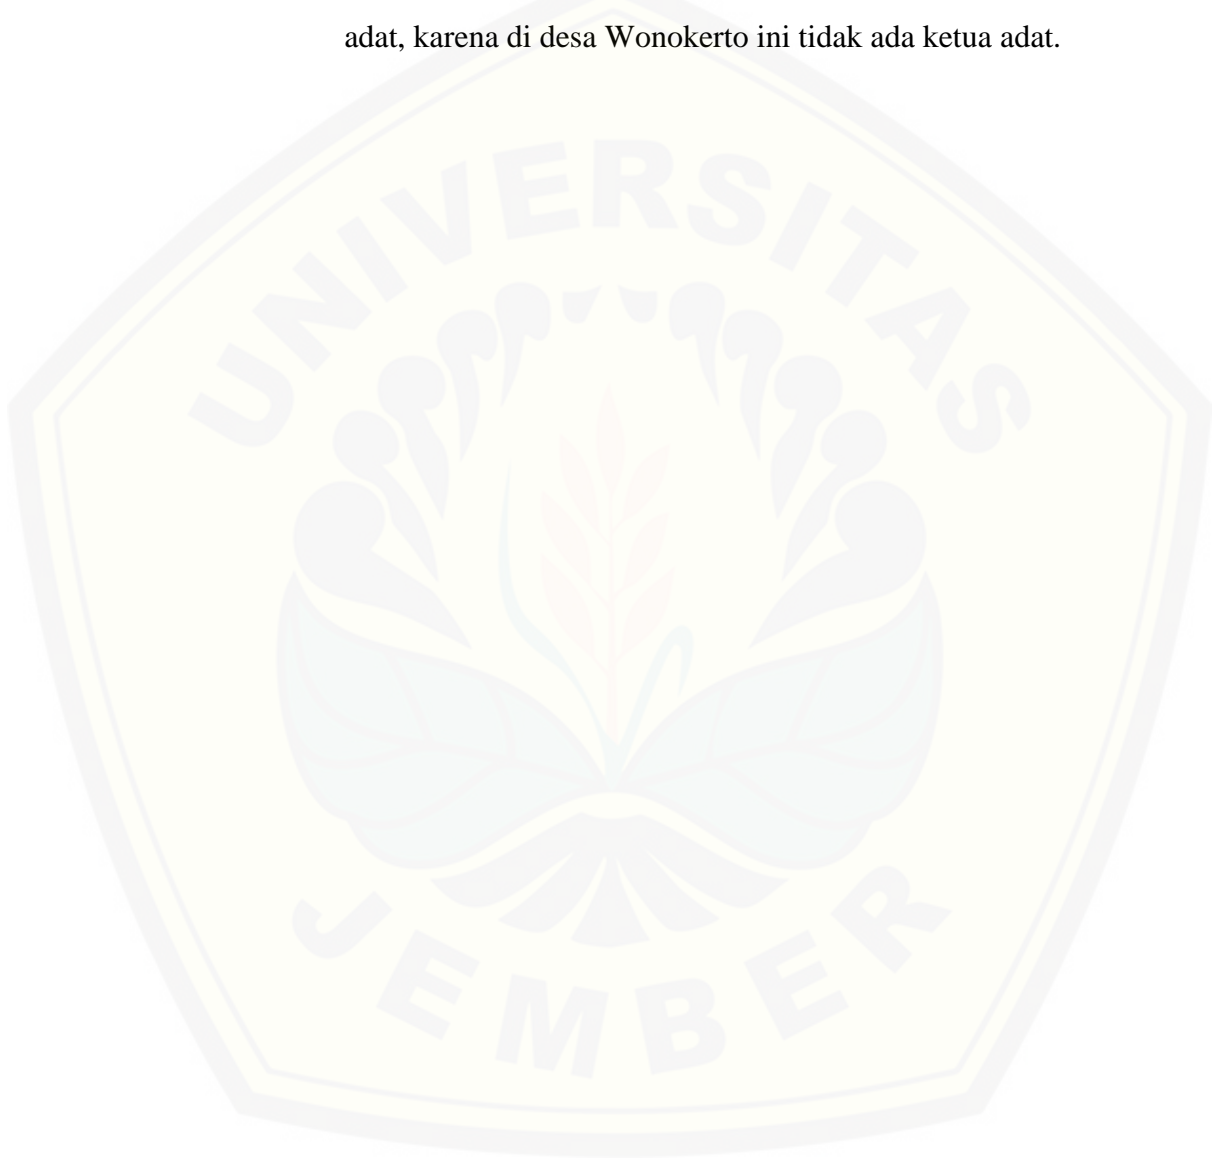 adat, karena di desa Wonokerto ini tidak ada ketua adat.
UNIVERSITAS
JEMBER